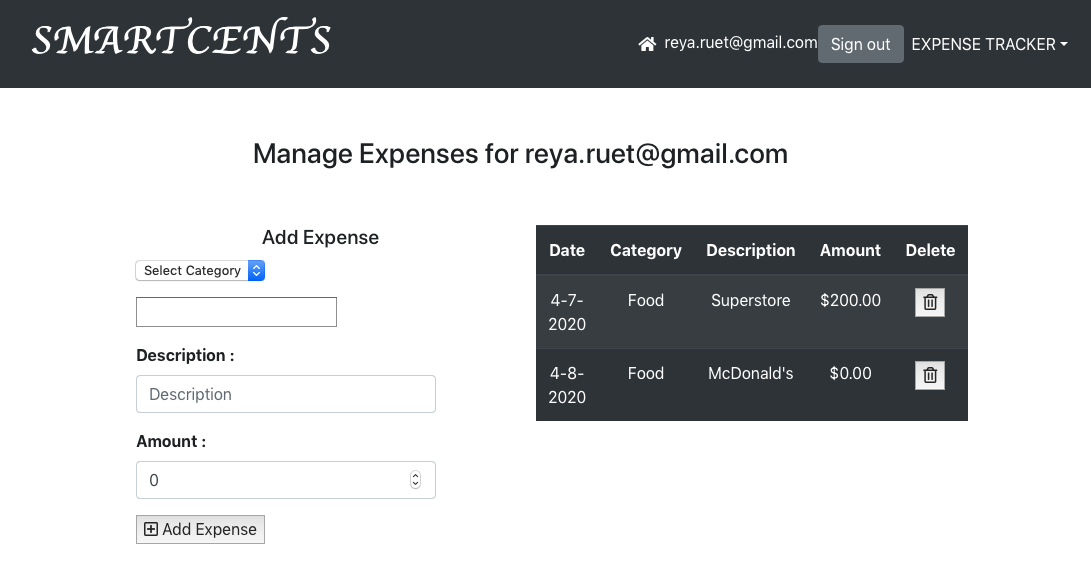 SMARTCENTS
reya.ruet@gmail.com Sign out EXPENSE TRACKER
Manage Expenses for reya.ruet@gmail.com
Add Expense
Select Category
Description :
Description
Amount :
0
Add Expense
Date Category Description Amount Delete
4-7- Food Superstore $200.00
2020
4-8- Food McDonald's $0.00
2020